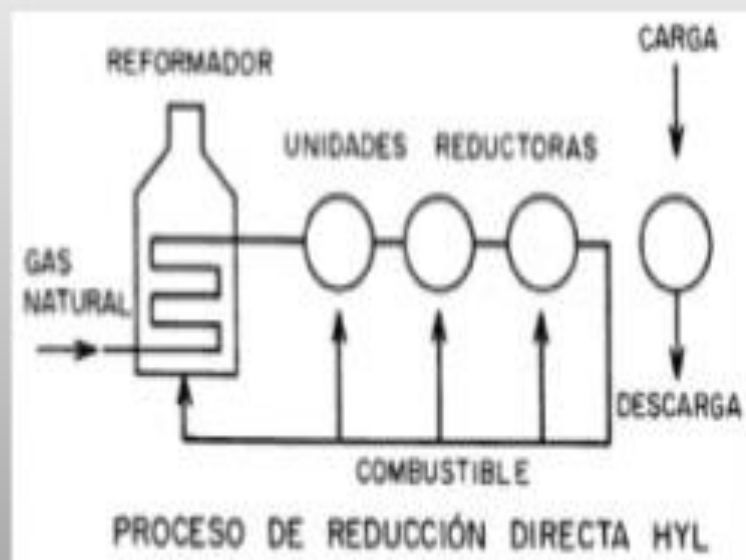 REFORMADOR
CARGA
UNIDADES REDUCTORAS
GAS
NATURAL
DESCARGA
COMBUSTIBLE
PROCESO DE REDUCCIÓN DIRECTA HYL